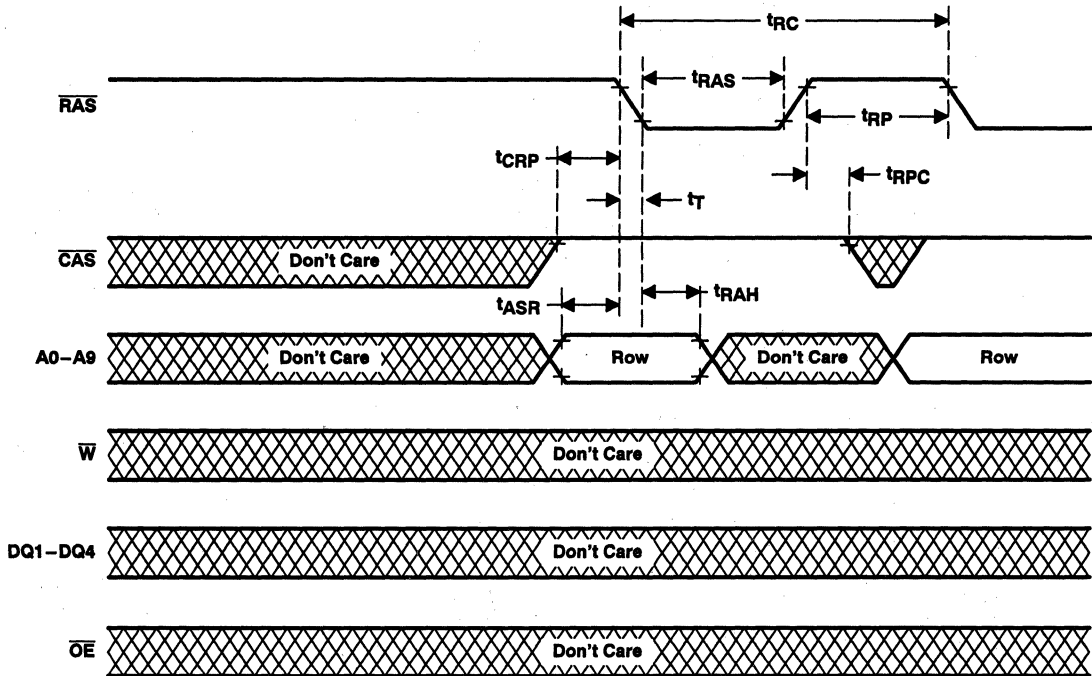 tRC
tRAS
RAS
tRP
tCRP
tRPC
tT
CAS
Don't Care
tASR
tRAH
A0–A9
Don't Care
Row
Don't Care
Row
W
Don't Care
DQ1–DQ4
Don't Care
OE
Don't Care